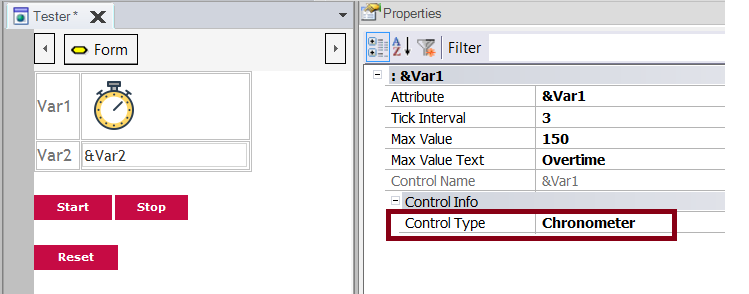 Tester *
Form
Var1
Var2 &Var2
Start Stop
Reset
Properties
Filter
: &Var1
Attribute &Var1
Tick Interval 3
Max Value 150
Max Value Text Overtime
Control Name &Var1
Control Info
Control Type Chronometer